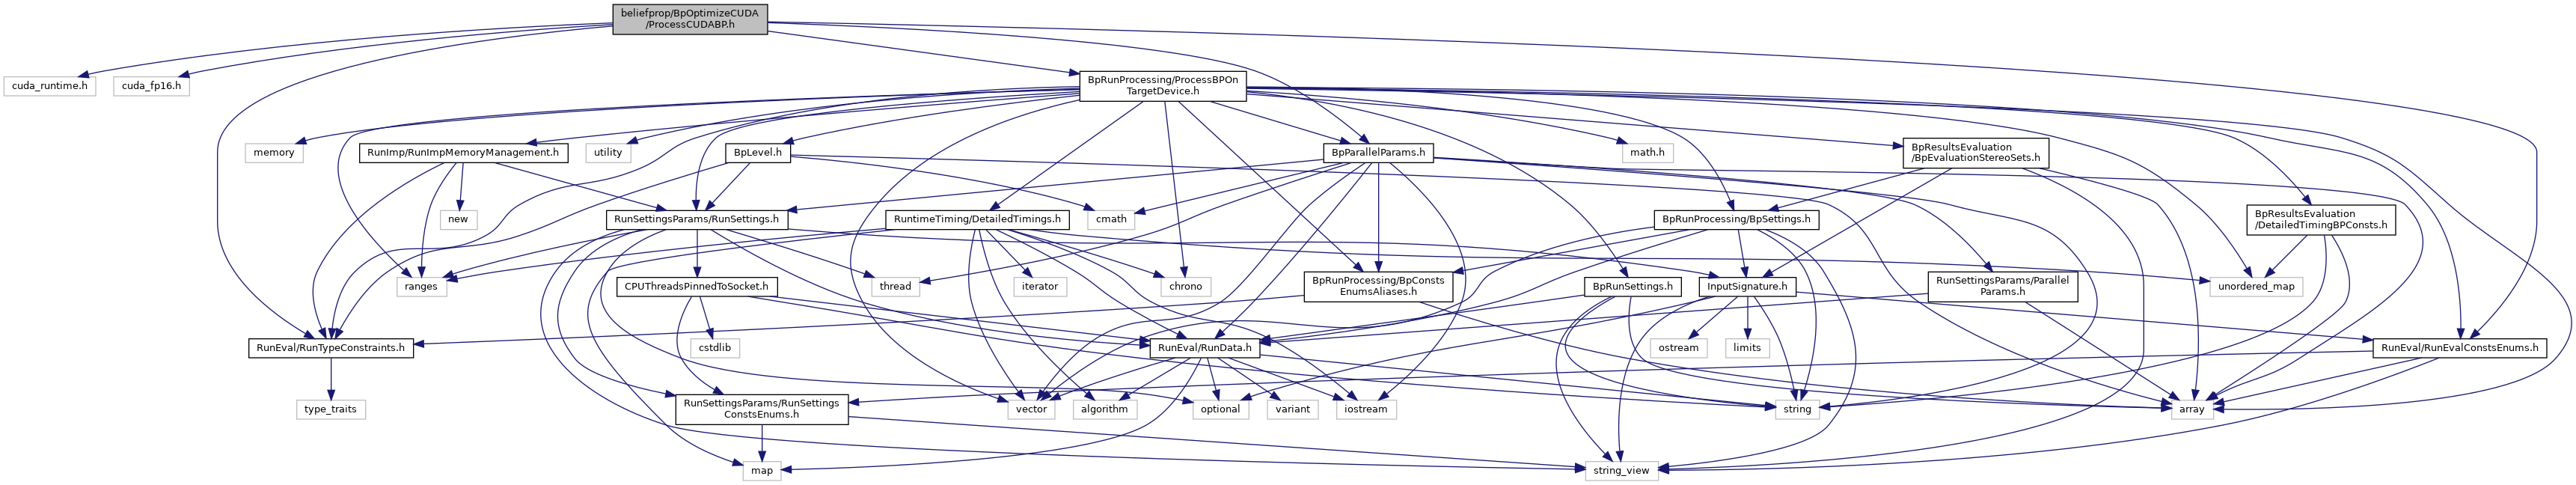 beliefprop/BpOptimizeCUDA
/ProcessCUDABP.h
cuda_runtime.h
cuda_fp16.h
BpRunProcessing/ProcessBPOn
TargetDevice.h
memory
RunImp/RunImpMemoryManagement.h
utility
BpLevel.h
BpParallelParams.h
math.h
BpResultsEvaluation
/BpEvaluationStereoSets.h
new
RunSettingsParams/RunSettings.h
RuntimeTiming/DetailedTimings.h
cmath
BpRunProcessing/BpSettings.h
BpResultsEvaluation
/DetailedTimingBPConsts.h
ranges
CPUThreadsPinnedToSocket.h
thread
iterator
chrono
BpRunProcessing/BpConsts
EnumsAliases.h
BpRunSettings.h
InputSignature.h
RunSettingsParams/Parallel
Params.h
unordered_map
RunEval/RunTypeConstraints.h
cstdlib
RunEval/RunData.h
ostream
limits
RunEval/RunEvalConstsEnums.h
type_traits
RunSettingsParams/RunSettings
ConstsEnums.h
vector
algorithm
optional
variant
iostream
string
array
map
string_view